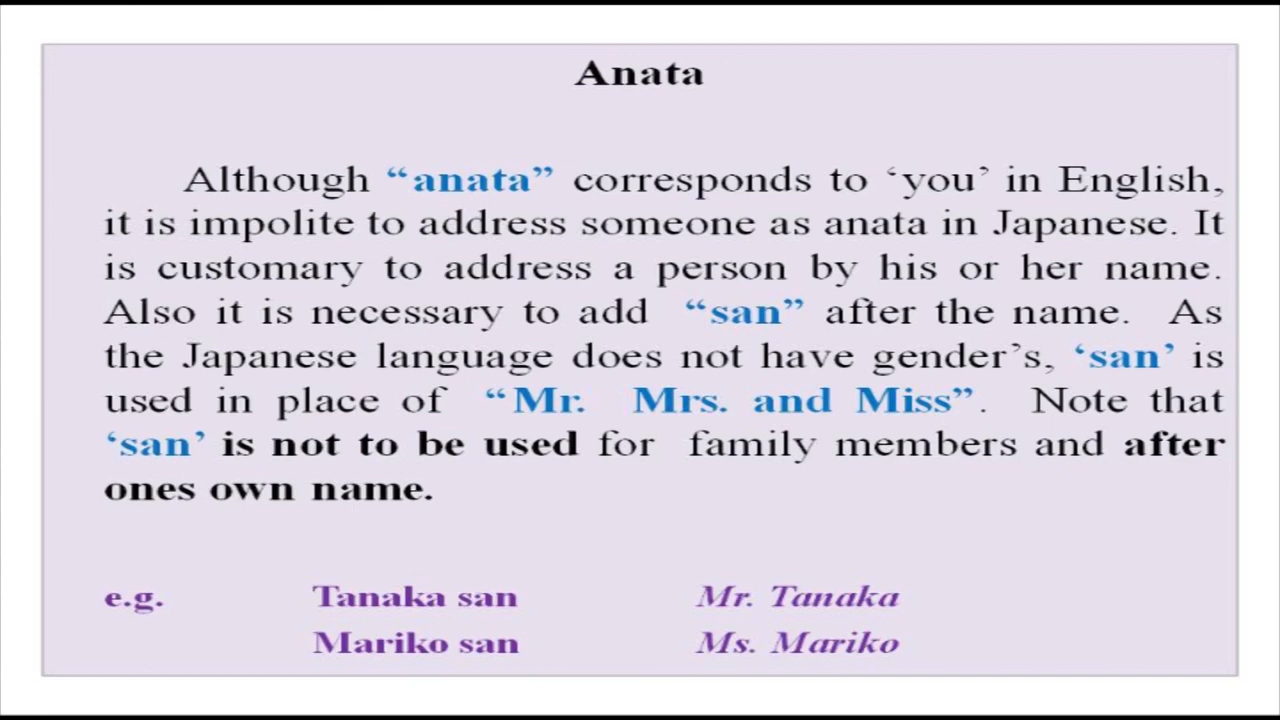 Anata
Although “anata” corresponds to ‘you’ in English,
it is impolite to address someone as anata in Japanese. It
is customary to address a person by his or her name.
Also it is necessary to add “san” after the name. As
the Japanese language does not have gender’s, ‘san’ is
used in place of “Mr. Mrs. and Miss”. Note that
‘san’ is not to be used for family members and after
ones own name.
e.g. Tanaka san Mr. Tanaka
Mariko san Ms. Mariko